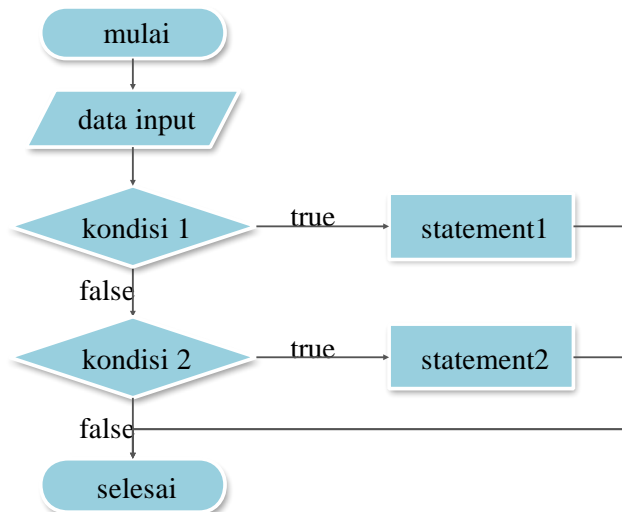 mulai
data input
kondisi 1
true
statement1
false
kondisi 2
true
statement2
false
selesai